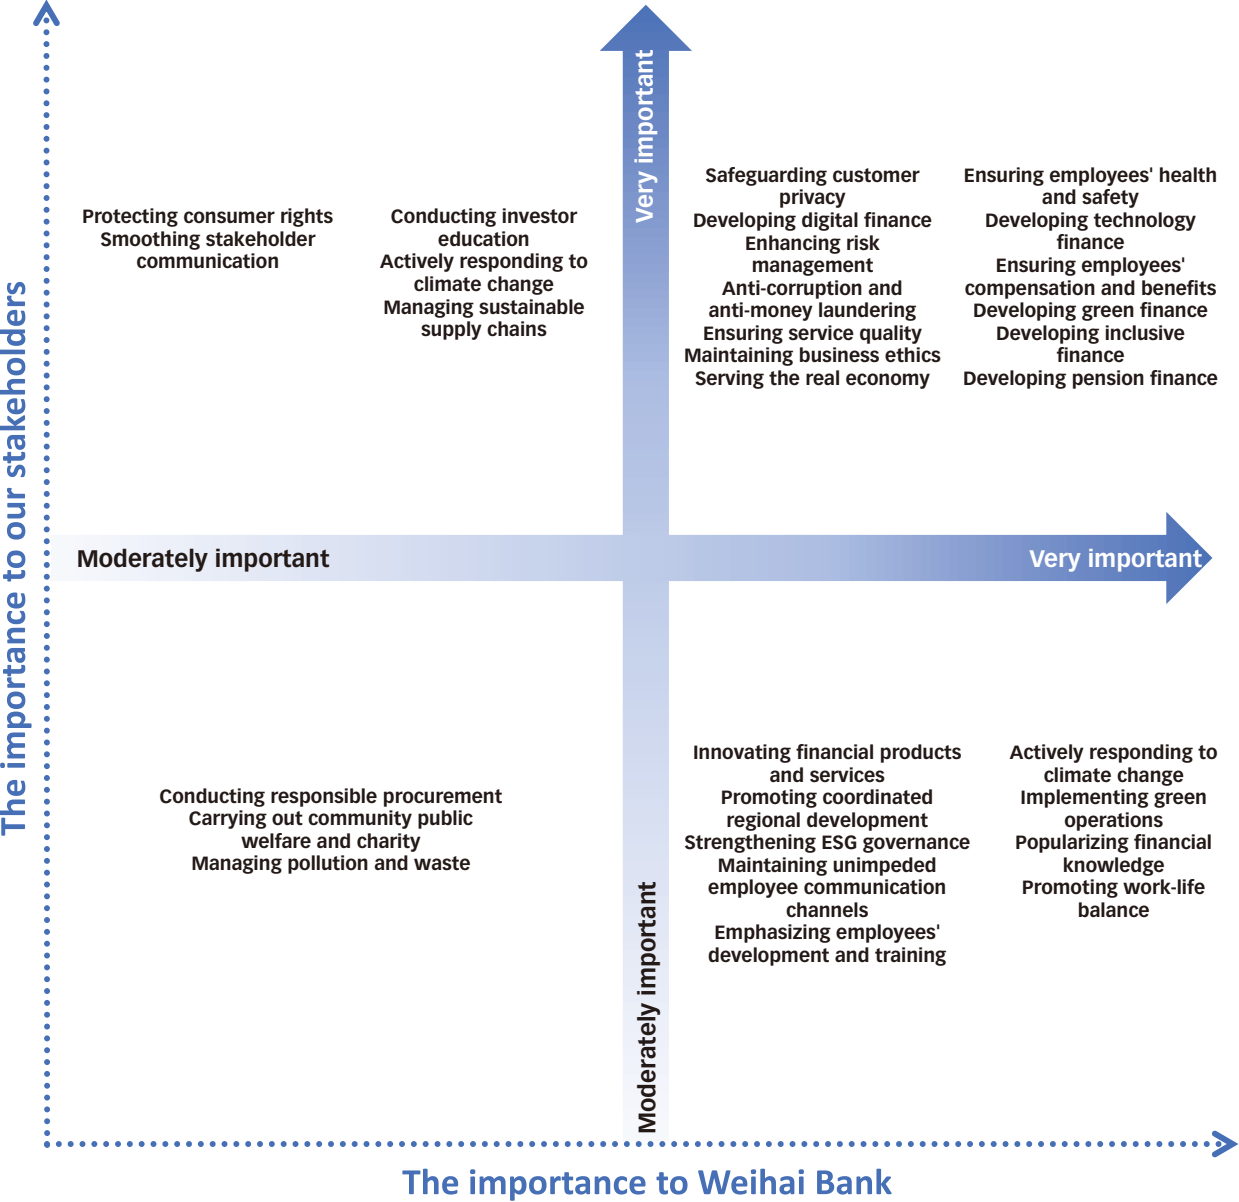 The importance to our stakeholders
Very important
Protecting consumer rights
Smoothing stakeholder
communication
Conducting investor
education
Actively responding to
climate change
Managing sustainable
supply chains
Safeguarding customer
privacy
Developing digital finance
Enhancing risk
management
Anti-corruption and
anti-money laundering
Ensuring service quality
Maintaining business ethics
Serving the real economy
Ensuring employees' health
and safety
Developing technology
finance
Ensuring employees'
compensation and benefits
Developing green finance
Developing inclusive
finance
Developing pension finance
Moderately important
Very important
Conducting responsible procurement
Carrying out community public
welfare and charity
Managing pollution and waste
Moderately important
Innovating financial products
and services
Promoting coordinated
regional development
Strengthening ESG governance
Maintaining unimpeded
employee communication
channels
Emphasizing employees'
development and training
Actively responding to
climate change
Implementing green
operations
Popularizing financial
knowledge
Promoting work-life
balance
The importance to Weihai Bank